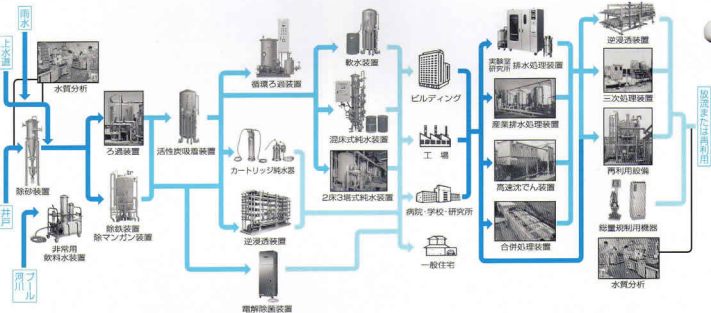 雨水
上水道
水質分析
除砂装置
井戸
プール
河川
非常用
飲料水装置
ろ過装置
除鉄装置
除マンガン装置
活性炭吸着装置
循環ろ過装置
カートリッジ純水器
逆浸透装置
電解除菌装置
軟水装置
混床式純水装置
2床3塔式純水装置
ビルディング
工場
病院・学校・研究所
一般住宅
実験室
研究所
排水処理装置
産業排水処理装置
高速沈でん装置
合併処理装置
逆浸透装置
三次処理装置
再利用設備
総量規制用機器
水質分析
放流または再利用